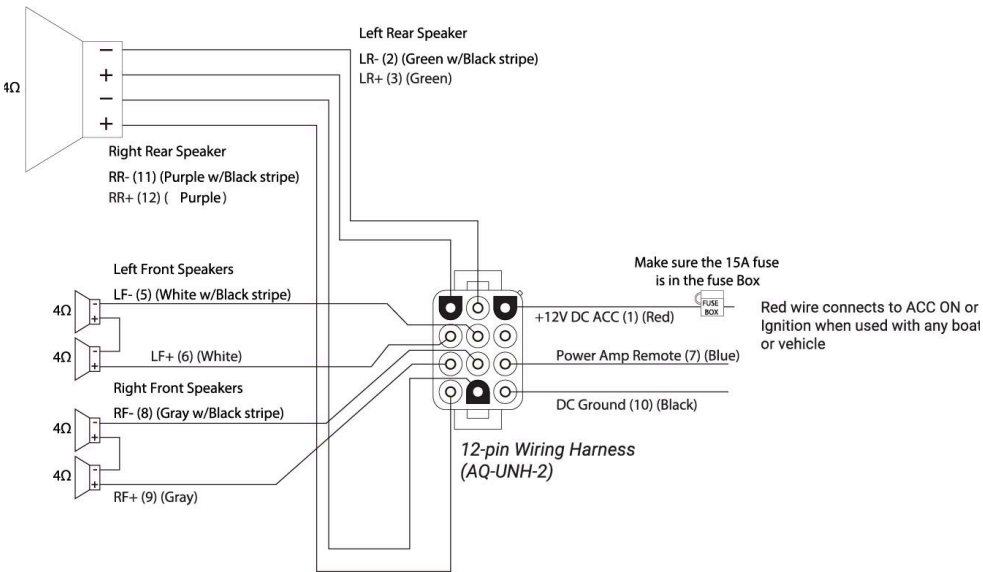 Left Rear Speaker
LR- (2) (Green w/Black stripe)
LR+ (3) (Green)
−
+
−
+
4Ω
Right Rear Speaker
RR- (11) (Purple w/Black stripe)
RR+ (12) ( Purple)
Left Front Speakers
LF- (5) (White w/Black stripe)
4Ω
-
+
4Ω
-
+
LF+ (6) (White)
Right Front Speakers
RF- (8) (Gray w/Black stripe)
4Ω
-
+
4Ω
-
+
RF+ (9) (Gray)
Make sure the 15A fuse
is in the fuse Box
FUSE
BOX
+12V DC ACC (1) (Red)
Red wire connects to ACC ON or
Ignition when used with any boat
or vehicle
Power Amp Remote (7) (Blue)
DC Ground (10) (Black)
12-pin Wiring Harness
(AQ-UNH-2)